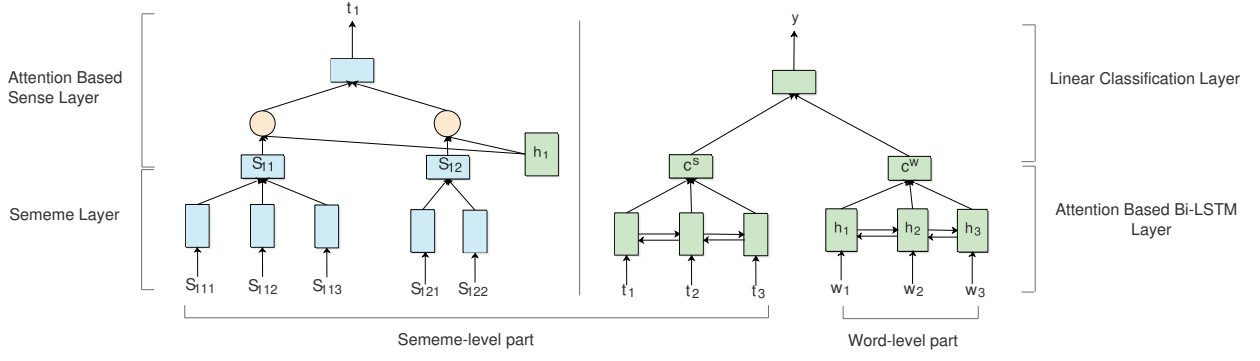 t1
y
Attention Based
Sense Layer
Linear Classification Layer
h1
S11
S12
cs
cw
Sememe Layer
Attention Based Bi-LSTM
Layer
h1
h2
h3
S111
S112
S113
S121
S122
t1
t2
t3
w1
w2
w3
Sememe-level part
Word-level part